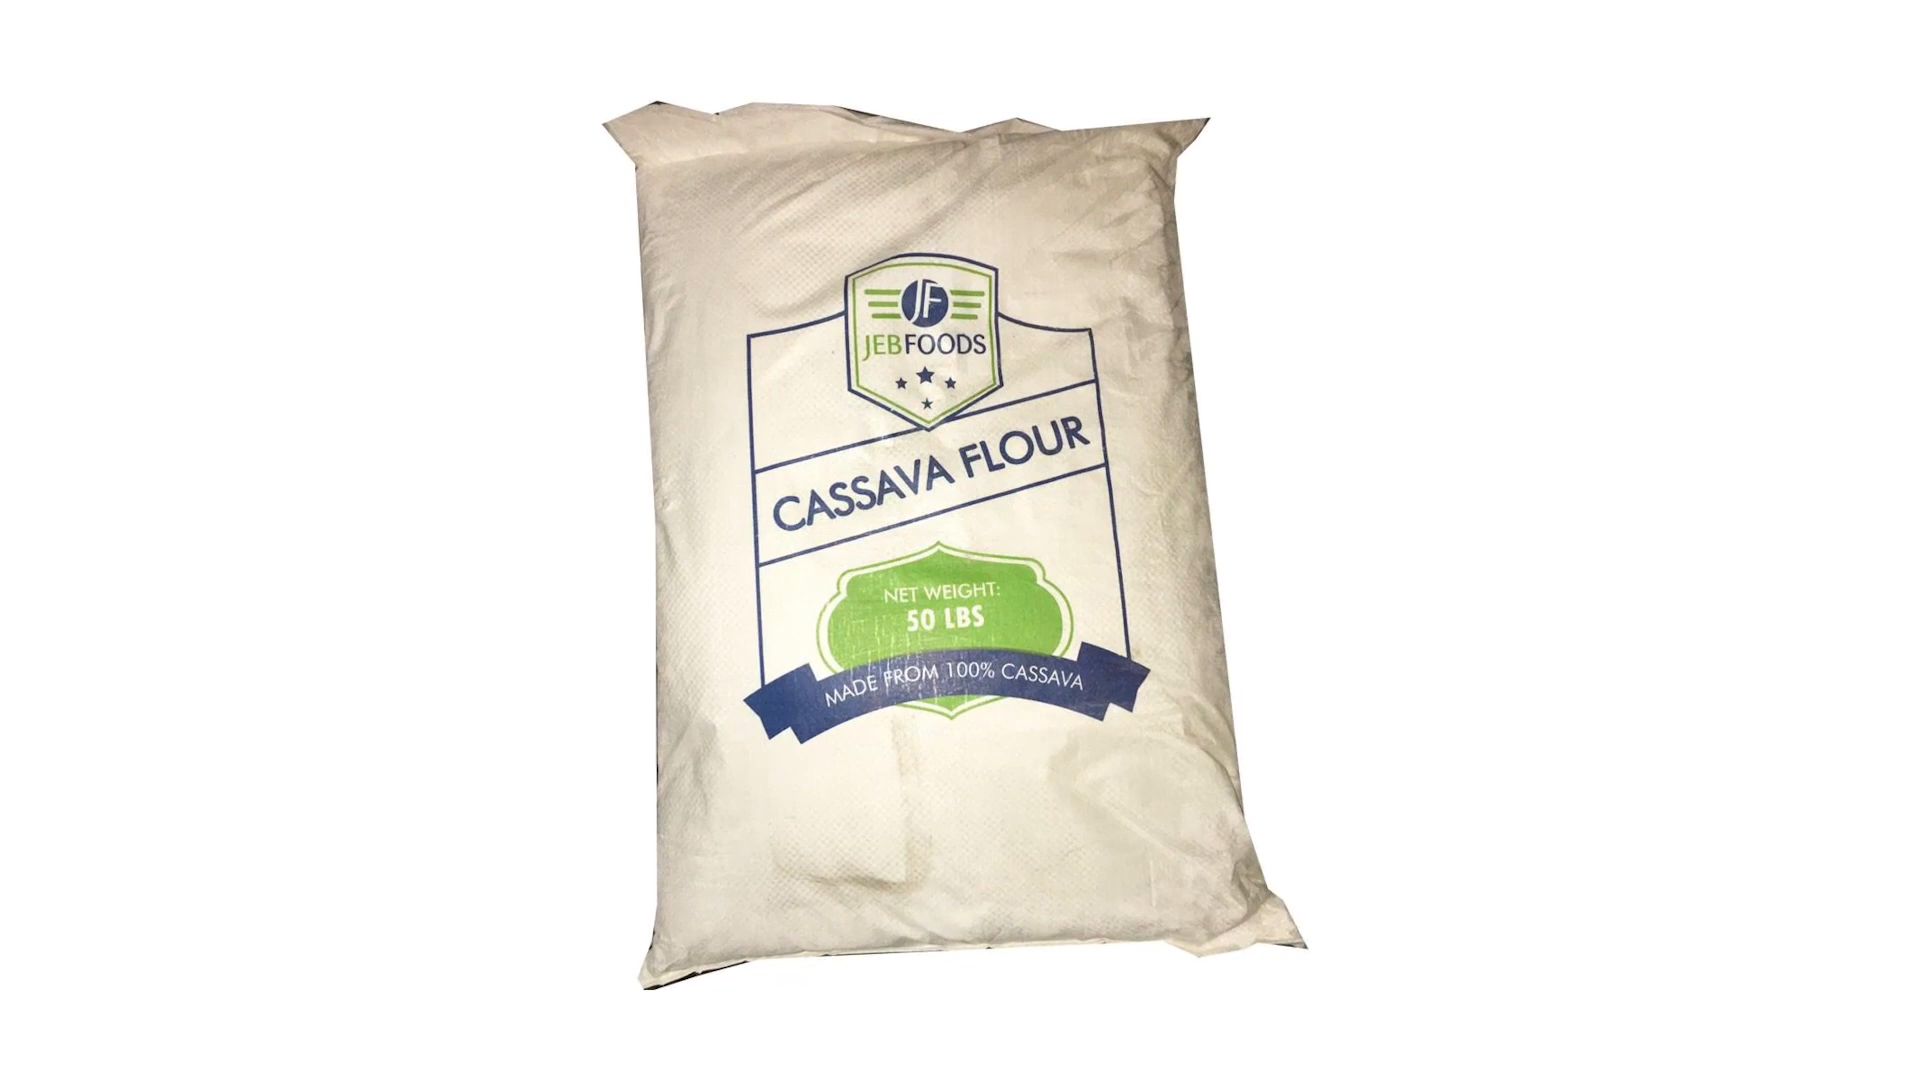 JF
JEBFOODS
CASSAVA FLOUR
NET WEIGHT:
50 LBS
MADE FROM 100% CASSAVA